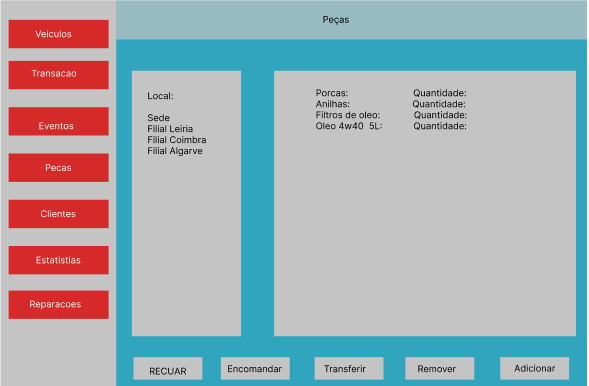 Peças
Veiculos
Transacao
Eventos
Pecas
Clientes
Estatistias
Reparacoes
Local:
Sede
Filial Leiria
Filial Coimbra
Filial Algarve
Porcas: Quantidade:
Anilhas: Quantidade:
Filtros de oleo: Quantidade:
Oleo 4w40 5L: Quantidade:
RECUAR
Encomandar
Transferir
Remover
Adicionar